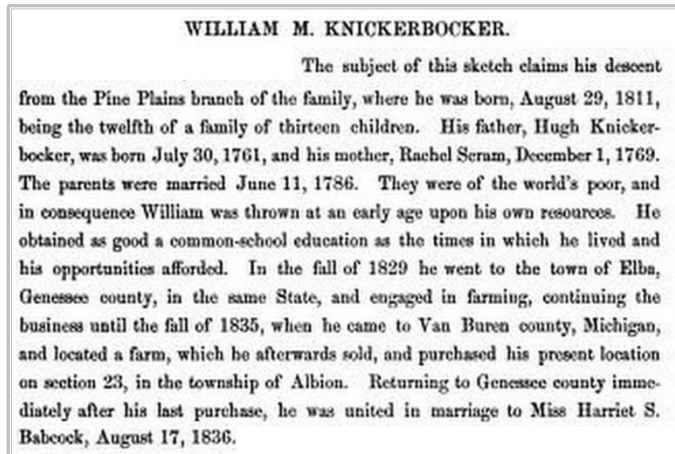 WILLIAM M. KNICKERBOCKER.
The subject of this sketch claims his descent
from the Pine Plains branch of the family, where he was born, August 29, 1811,
being the twelfth of a family of thirteen children. His father, Hugh Knicker-
bocker, was born July 30, 1761, and his mother, Rachel Scram, December 1, 1769.
The parents were married June 11, 1786. They were of the world's poor, and
in consequence William was thrown at an early age upon his own resources. He
obtained as good a common-school education as the times in which he lived and
his opportunities afforded. In the fall of 1829 he went to the town of Elba,
Genessee county, in the same State, and engaged in farming, continuing the
business until the fall of 1835, when he came to Van Buren county, Michigan,
and located a farm, which he afterwards sold, and purchased his present location
on section 23, in the township of Albion. Returning to Genessee county imme-
diately after his last purchase, he was united in marriage to Miss Harriet S.
Babcock, August 17, 1836.